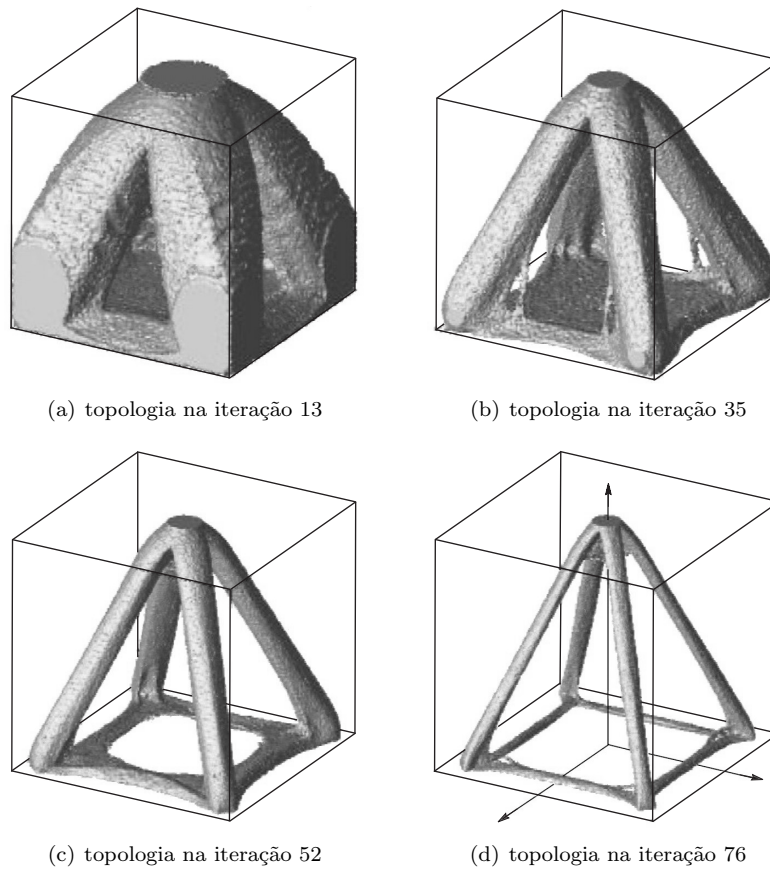 (a) topologia na iteração 13
(b) topologia na iteração 35
(c) topologia na iteração 52
(d) topologia na iteração 76